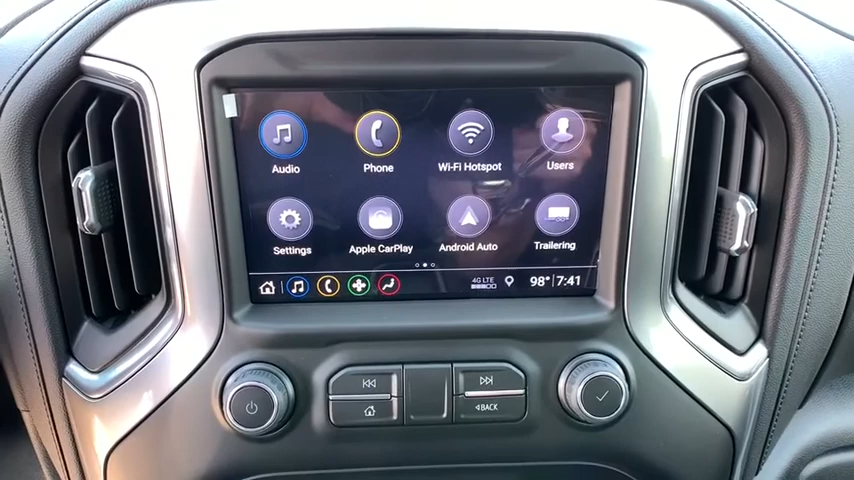 Audio Phone Wi-Fi Hotspot Users
Settings Apple CarPlay Android Auto Trailering
4G LTE 98° 7:41
BACK